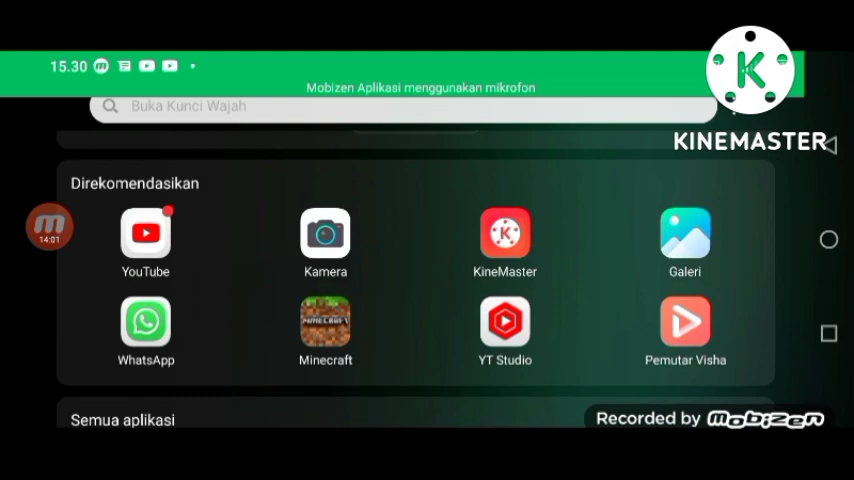 15.30
Mobizen Aplikasi menggunakan mikrofon
Buka Kunci Wajah
KINEMASTER
Direkomendasikan
14:01
YouTube
Kamera
KineMaster
Galeri
MINECRAFT
WhatsApp
Minecraft
YT Studio
Pemutar Visha
Semua aplikasi
Recorded by mobizen